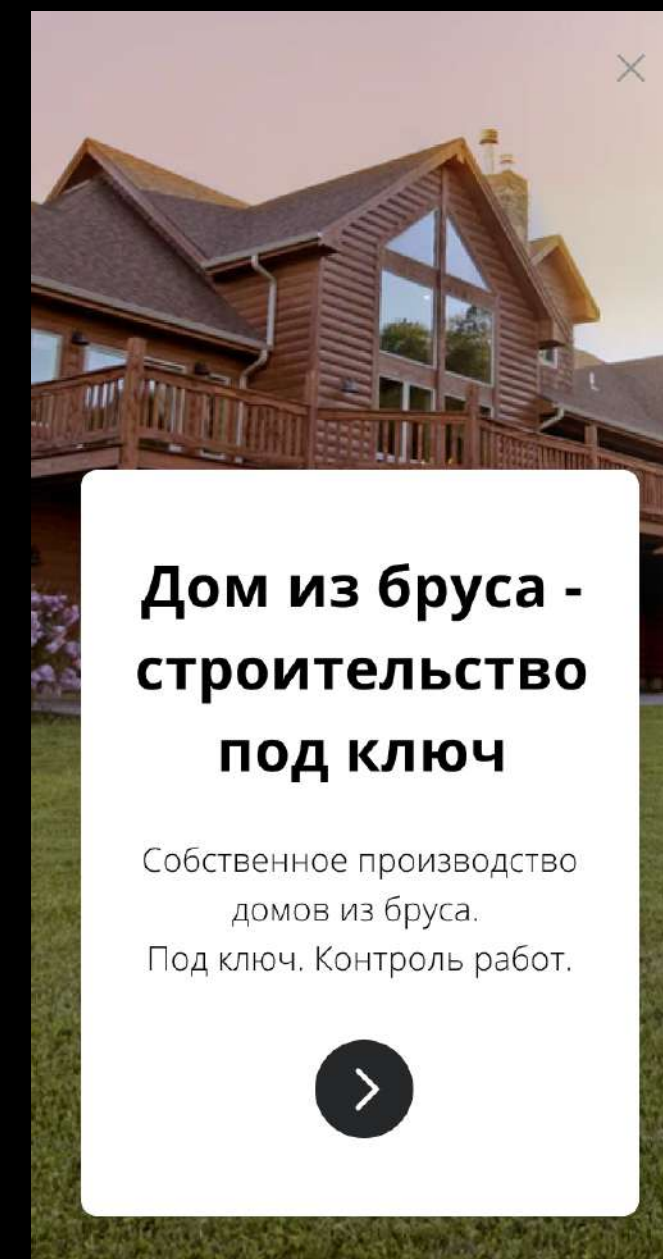 Дом из бруса -
строительство
под ключ
Собственное производство
домов из бруса.
Под ключ. Контроль работ.